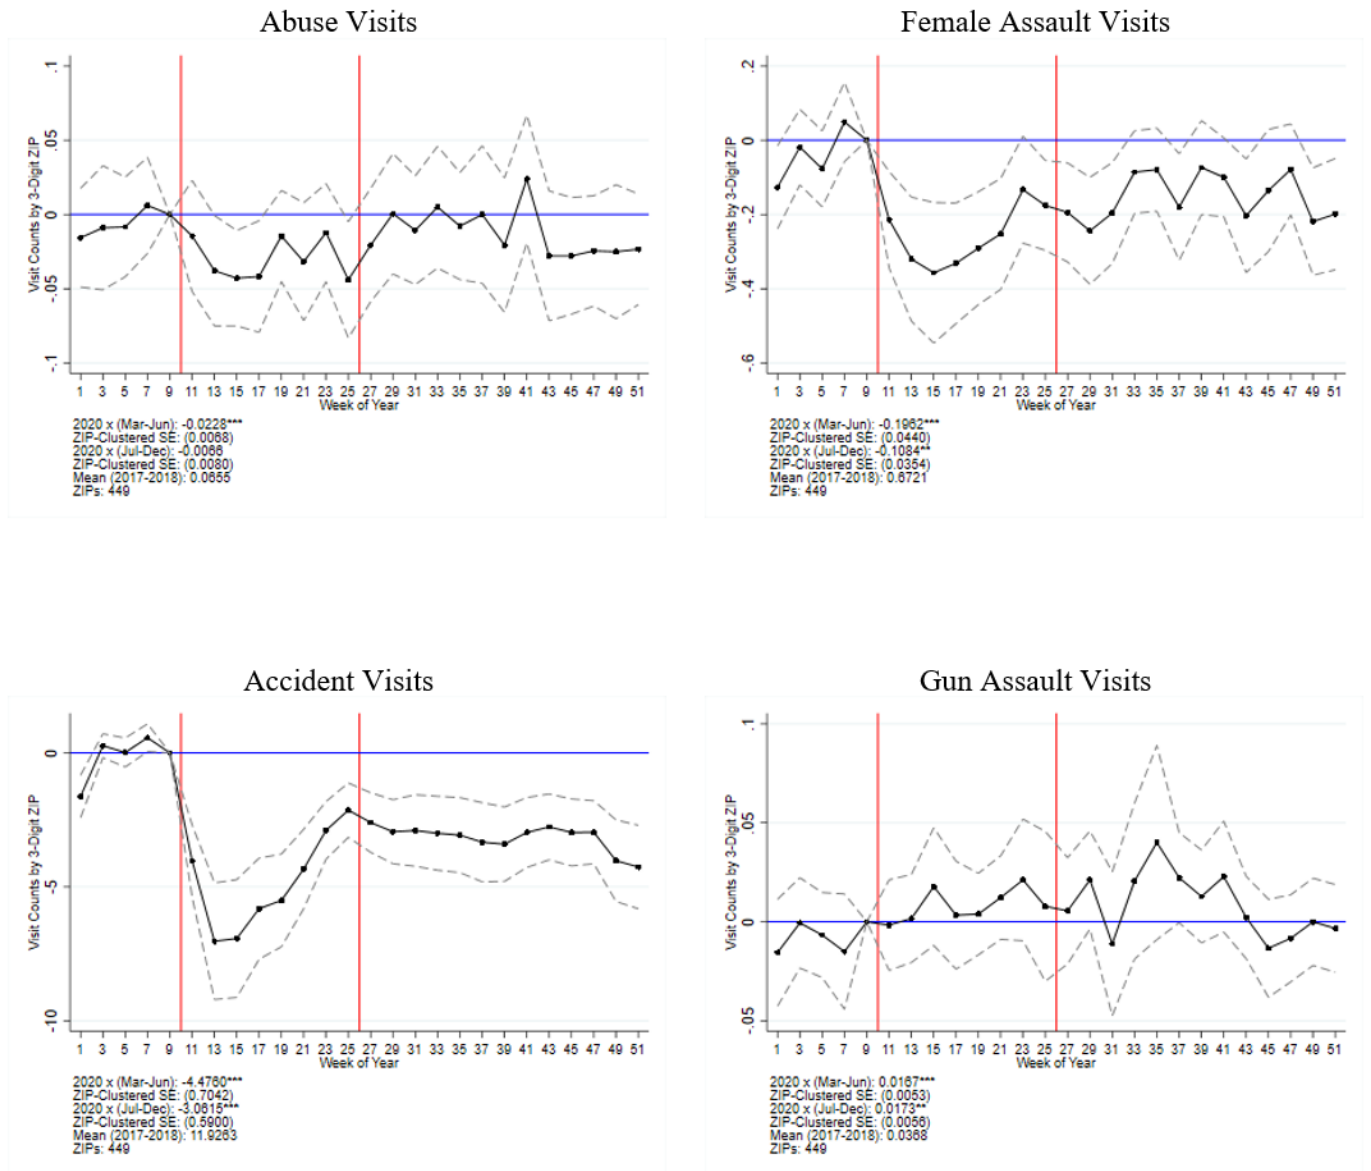 Abuse Visits
Visit Counts by 3-Digit ZIP
.1
.05
0
-.05
-.1
1 3 5 7 9 11 13 15 17 19 21 23 25 27 29 31 33 35 37 39 41 43 45 47 49 51
Week of Year
2020 x (Mar-Jun): -0.0228***
ZIP-Clustered SE: (0.0068)
2020 x (Jul-Dec): -0.0066
ZIP-Clustered SE: (0.0080)
Mean (2017-2018): 0.0655
ZIPs: 449
Female Assault Visits
Visit Counts by 3-Digit ZIP
.2
0
-.2
-.4
-.6
1 3 5 7 9 11 13 15 17 19 21 23 25 27 29 31 33 35 37 39 41 43 45 47 49 51
Week of Year
2020 x (Mar-Jun): -0.1962***
ZIP-Clustered SE: (0.0440)
2020 x (Jul-Dec): -0.1084**
ZIP-Clustered SE: (0.0354)
Mean (2017-2018): 0.6721
ZIPs: 449
Accident Visits
Visit Counts by 3-Digit ZIP
0
-5
-10
1 3 5 7 9 11 13 15 17 19 21 23 25 27 29 31 33 35 37 39 41 43 45 47 49 51
Week of Year
2020 x (Mar-Jun): -4.4760***
ZIP-Clustered SE: (0.7042)
2020 x (Jul-Dec): -3.0615***
ZIP-Clustered SE: (0.5900)
Mean (2017-2018): 11.9263
ZIPs: 449
Gun Assault Visits
Visit Counts by 3-Digit ZIP
.1
.05
0
-.05
1 3 5 7 9 11 13 15 17 19 21 23 25 27 29 31 33 35 37 39 41 43 45 47 49 51
Week of Year
2020 x (Mar-Jun): 0.0167***
ZIP-Clustered SE: (0.0053)
2020 x (Jul-Dec): 0.0173**
ZIP-Clustered SE: (0.0056)
Mean (2017-2018): 0.0368
ZIPs: 449